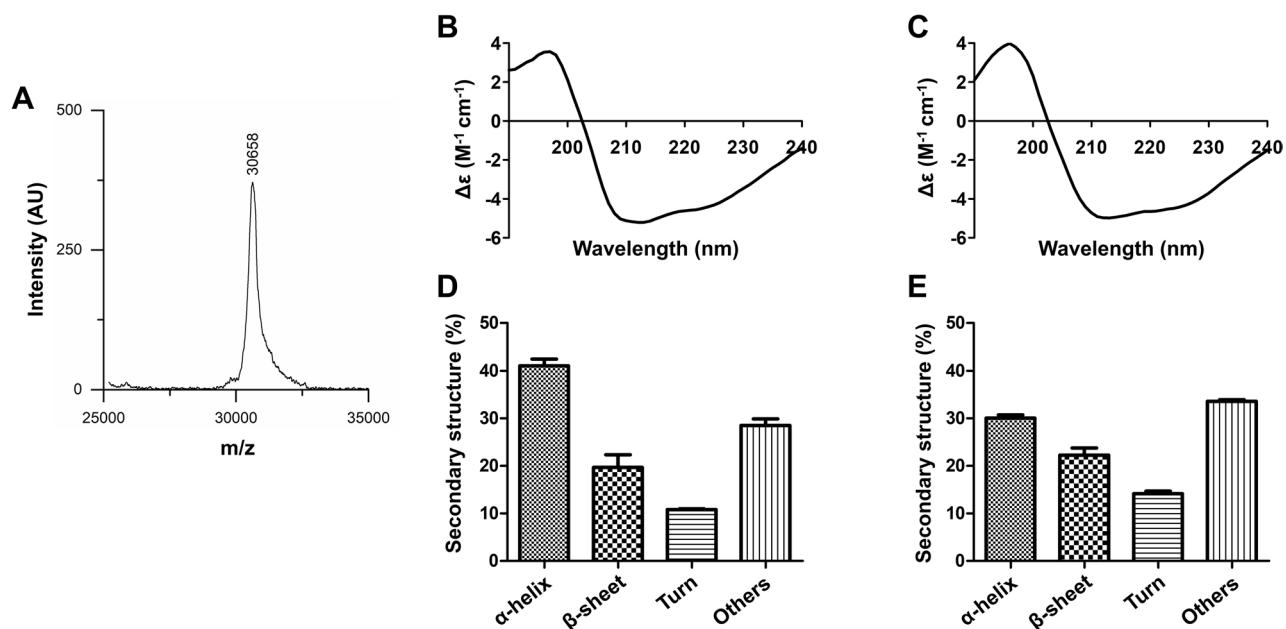 A
500
250
0
Intensity (AU)
30658
25000
30000
35000
m/z
B
4
2
0
-2
-4
-6
Δε (M⁻¹ cm⁻¹)
200
210
220
230
240
Wavelength (nm)
C
4
2
0
-2
-4
-6
Δε (M⁻¹ cm⁻¹)
200
210
220
230
240
Wavelength (nm)
D
50
40
30
20
10
0
Secondary structure (%)
α-helix
β-sheet
Turn
Others
E
50
40
30
20
10
0
Secondary structure (%)
α-helix
β-sheet
Turn
Others